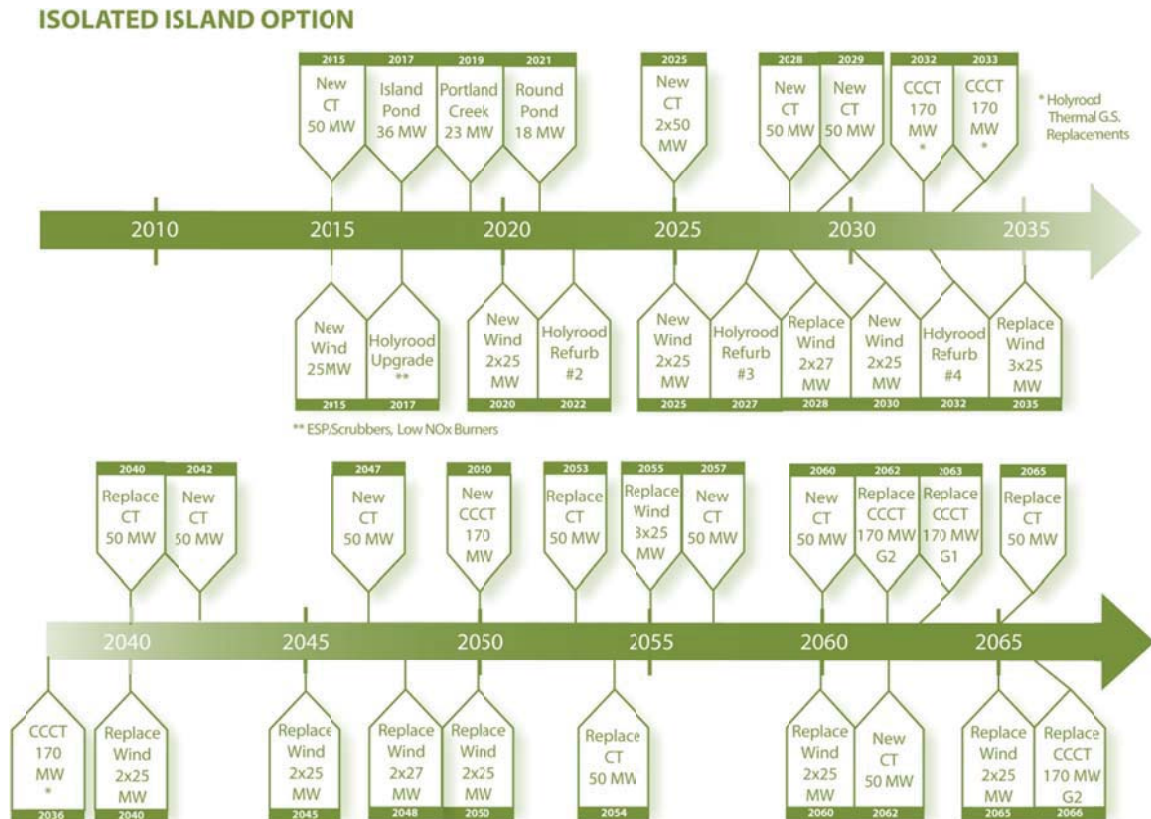 ISOLATED ISLAND OPTION
2015
New
CT
50 MW
2017
Island
Pond
36 MW
2019
Portland
Creek
23 MW
2021
Round
Pond
18 MW
2025
New
CT
2x50
MW
2028
New
CT
50 MW
2029
New
CT
50 MW
2032
CCCT
170
MW
*
2033
CCCT
170
MW
*
* Holyrood
Thermal G.S.
Replacements
2010
2015
2020
2025
2030
2035
New
Wind
25MW
2015
Holyrood
Upgrade
**
2017
New
Wind
2x25
MW
2020
Holyrood
Refurb
#2
2022
New
Wind
2x25
MW
2025
Holyrood
Refurb
#3
2027
Replace
Wind
2x27
MW
2028
New
Wind
2x25
MW
2030
Holyrood
Refurb
#4
2032
Replace
Wind
3x25
MW
2035
** ESP,Scrubbers, Low NOx Burners
2040
Replace
CT
50 MW
2042
New
CT
50 MW
2047
New
CT
50 MW
2050
New
CCCT
170
MW
2053
Replace
CT
50 MW
2055
Replace
Wind
3x25
MW
2057
New
CT
50 MW
2060
New
CT
50 MW
2062
Replace
CCCT
170 MW
G2
2063
Replace
CCCT
170 MW
G1
2065
Replace
CT
50 MW
2040
2045
2050
2055
2060
2065
CCCT
170
MW
*
2036
Replace
Wind
2x25
MW
2040
Replace
Wind
2x25
MW
2045
Replace
Wind
2x27
MW
2048
Replace
Wind
2x25
MW
2050
Replace
CT
50 MW
2054
Replace
Wind
2x25
MW
2060
New
CT
50 MW
2062
Replace
Wind
2x25
MW
2065
Replace
CCCT
170 MW
G2
2066